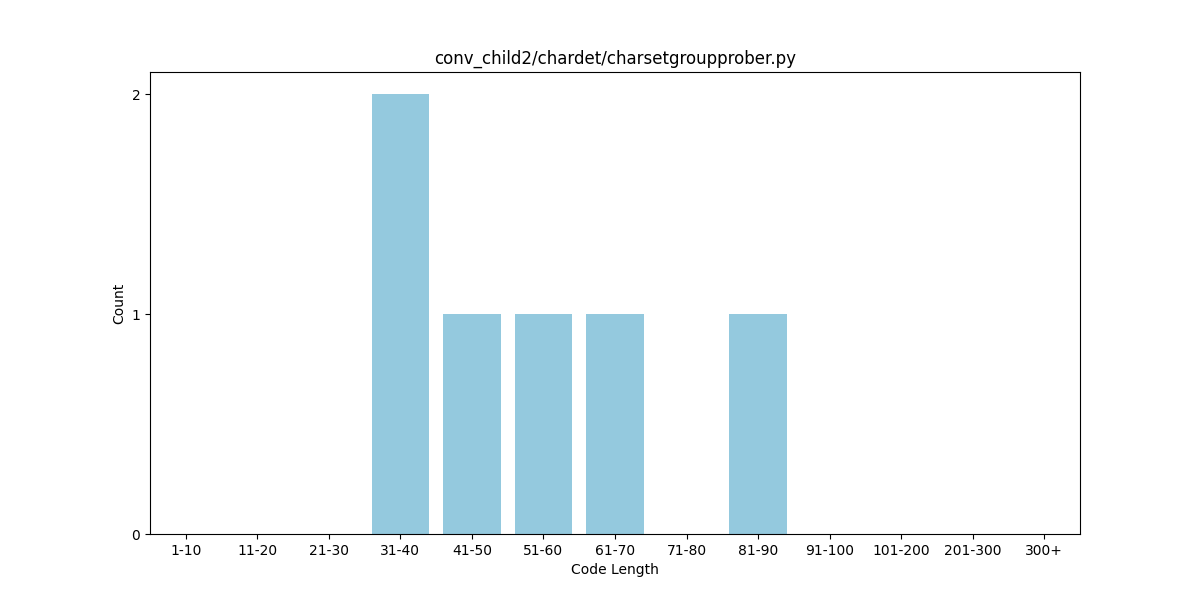 conv_child2/chardet/charsetgroupprober.py
2
1
0
Count
1-10 11-20 21-30 31-40 41-50 51-60 61-70 71-80 81-90 91-100 101-200 201-300 300+
Code Length